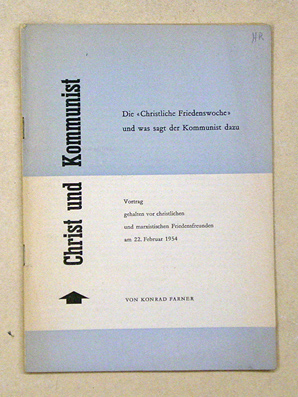 Christ und Kommunist
Die «Christliche Friedenswoche»
und was sagt der Kommunist dazu
Vortrag
gehalten vor christlichen
und marxistischen Friedensfreunden
am 22. Februar 1954
VON KONRAD FARNER